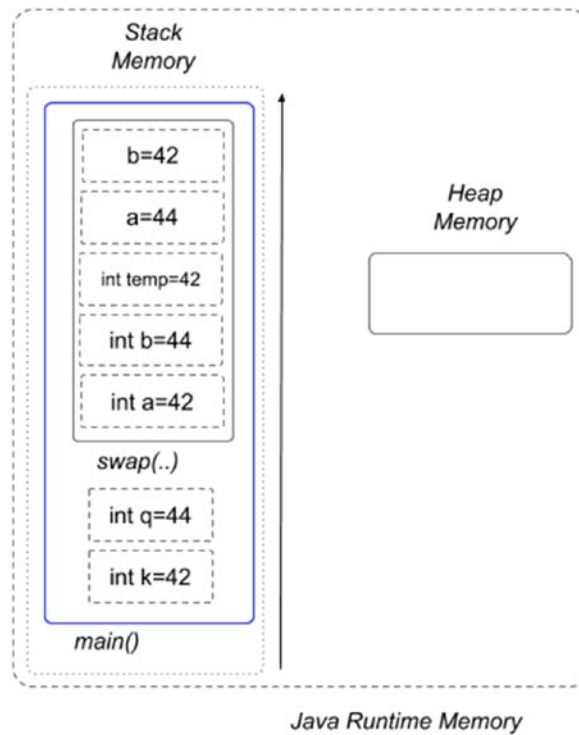 Stack
Memory
b=42
a=44
int temp=42
int b=44
int a=42
swap(..)
int q=44
int k=42
main()
Heap
Memory
Java Runtime Memory